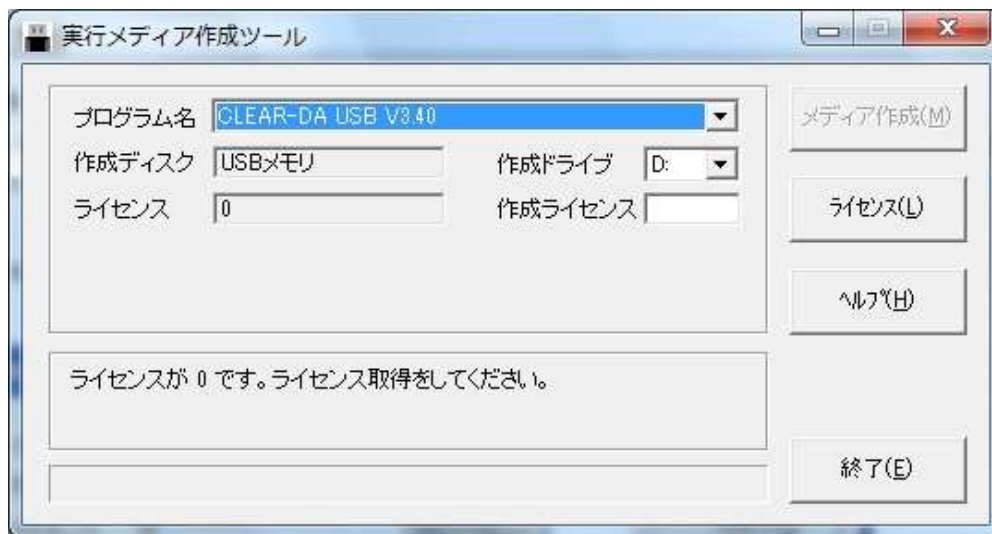 実行メディア作成ツール
プログラム名 CLEAR-DA USB V3.40 メディア作成(M)
作成ディスク USBメモリ 作成ドライブ D:
ライセンス 0 作成ライセンス ライセンス(L)
ヘルプ(H)
ライセンスが 0 です。ライセンス取得をしてください。
終了(E)